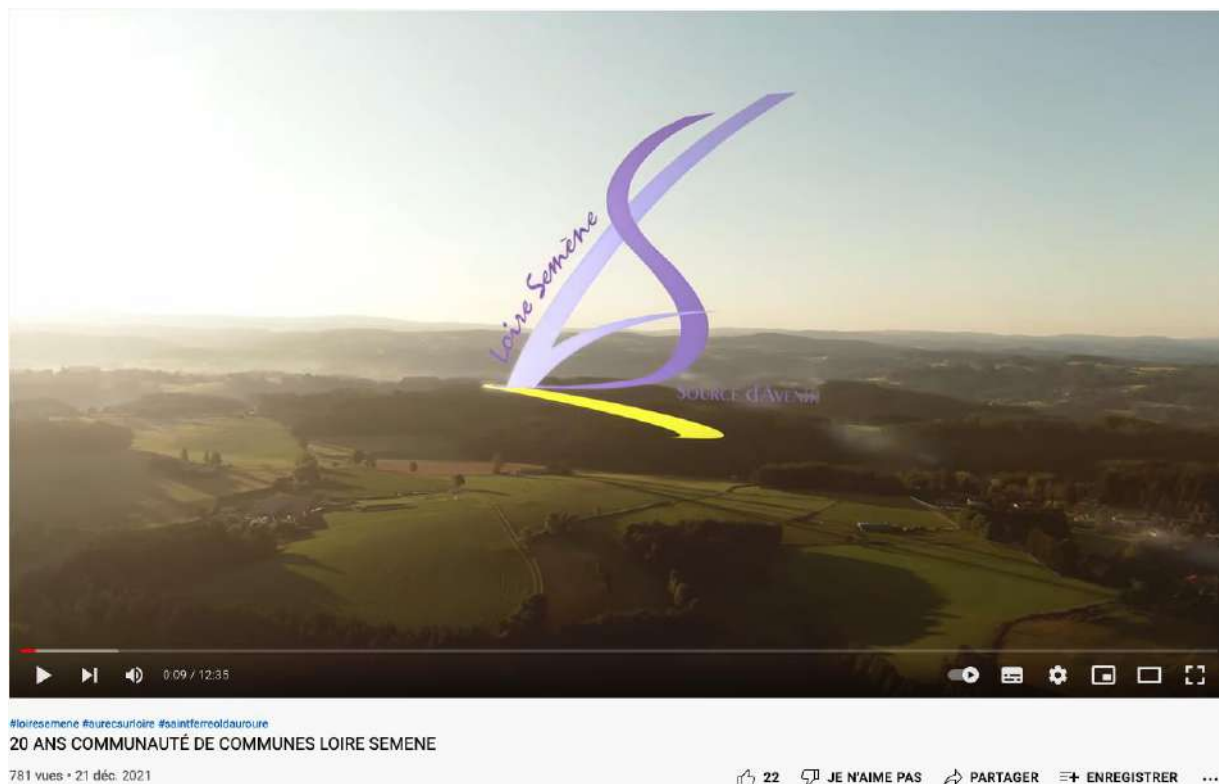 Loire Semène
SOURCE d'AVENIR
0:09 / 12:35
#loiresemene #aurecsurloire #saintferreoldauroure
20 ANS COMMUNAUTÉ DE COMMUNES LOIRE SEMENE
781 vues • 21 déc. 2021
22 JE N'AIME PAS PARTAGER ENREGISTRER ...